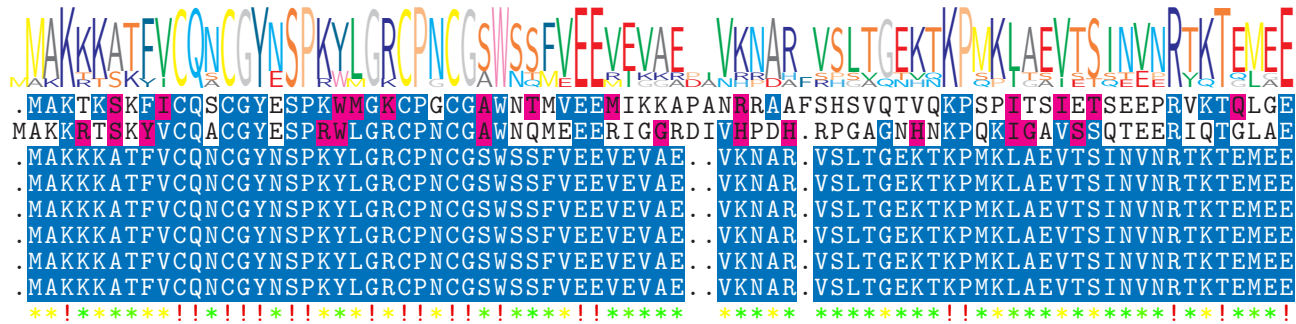 MAKKKATFVCQNCGYNSPKYLGRCPNCGSWSSFVEEVEVAE VKNAR VSLTGEKTKPMKLAEVTSINVNRTKTEMEE
.MAKTKSKFICQSCGYESPKWMGKCPGCGAWNTMVEEMIKKAPANRRAAFSHSVQTVQKPSPITSIETSEEPRVKTQLGE
MAKKRTSKYVCQACGYESPRWLGRCPNCGAWNQMEEERIGGRDIVHPDH.RPGAGNHNKPQKIGAVSSQTEERIQTGLAE
.MAKKKATFVCQNCGYNSPKYLGRCPNCGSWSSFVEEVEVAE..VKNAR.VSLTGEKTKPMKLAEVTSINVNRTKTEMEE
.MAKKKATFVCQNCGYNSPKYLGRCPNCGSWSSFVEEVEVAE..VKNAR.VSLTGEKTKPMKLAEVTSINVNRTKTEMEE
.MAKKKATFVCQNCGYNSPKYLGRCPNCGSWSSFVEEVEVAE..VKNAR.VSLTGEKTKPMKLAEVTSINVNRTKTEMEE
.MAKKKATFVCQNCGYNSPKYLGRCPNCGSWSSFVEEVEVAE..VKNAR.VSLTGEKTKPMKLAEVTSINVNRTKTEMEE
.MAKKKATFVCQNCGYNSPKYLGRCPNCGSWSSFVEEVEVAE..VKNAR.VSLTGEKTKPMKLAEVTSINVNRTKTEMEE
.MAKKKATFVCQNCGYNSPKYLGRCPNCGSWSSFVEEVEVAE..VKNAR.VSLTGEKTKPMKLAEVTSINVNRTKTEMEE
**!******!!*!!!*!!***!*!!*!!*!****!!***** ***** ********!!************!**!***!